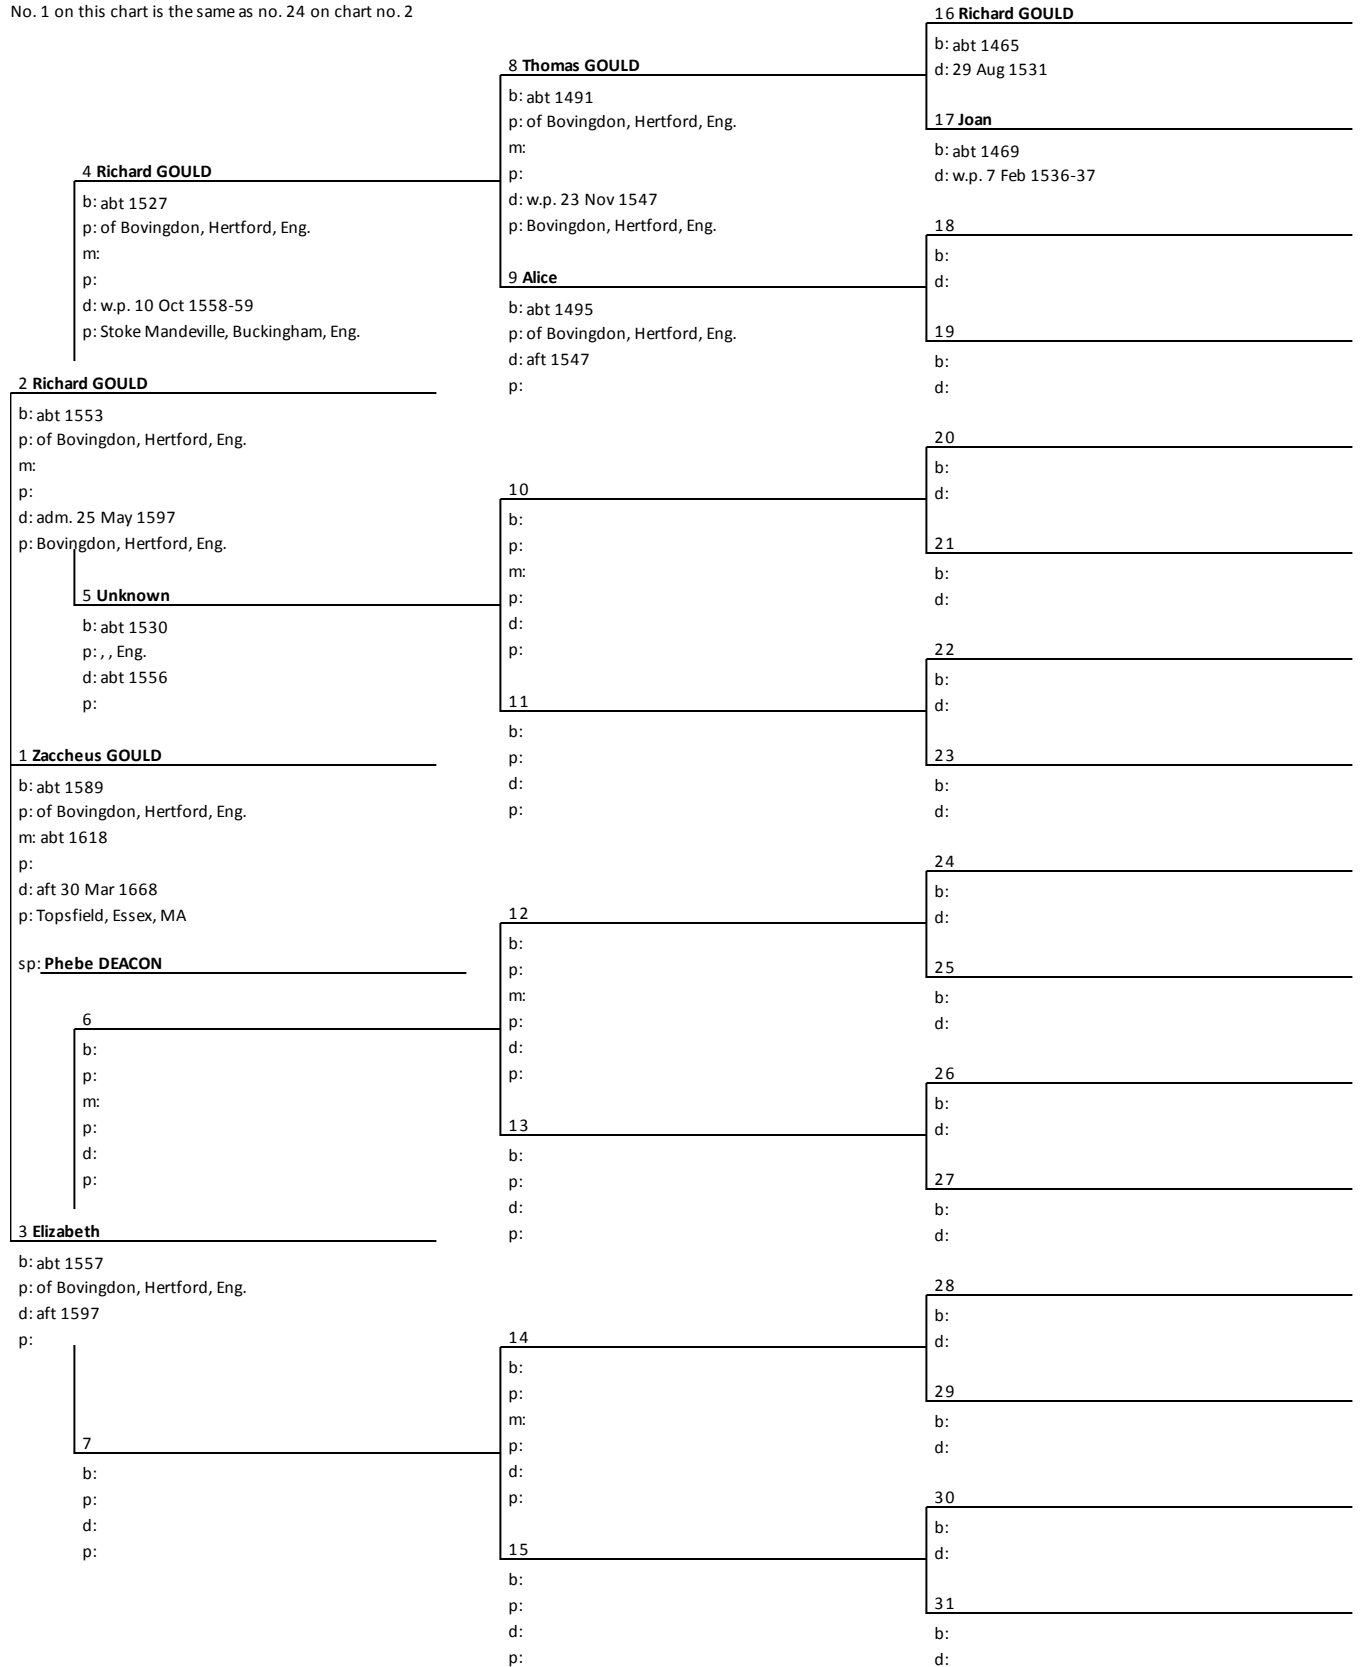 No. 1 on this chart is the same as no. 24 on chart no. 2
16 Richard GOULD
b: abt 1465
d: 29 Aug 1531
8 Thomas GOULD
b: abt 1491
p: of Bovingdon, Hertford, Eng.
m:
p:
d: w.p. 23 Nov 1547
p: Bovingdon, Hertford, Eng.
17 Joan
b: abt 1469
d: w.p. 7 Feb 1536-37
4 Richard GOULD
b: abt 1527
p: of Bovingdon, Hertford, Eng.
m:
p:
d: w.p. 10 Oct 1558-59
p: Stoke Mandeville, Buckingham, Eng.
18
b:
d:
9 Alice
b: abt 1495
p: of Bovingdon, Hertford, Eng.
d: aft 1547
p:
19
b:
d:
2 Richard GOULD
b: abt 1553
p: of Bovingdon, Hertford, Eng.
m:
p:
d: adm. 25 May 1597
p: Bovingdon, Hertford, Eng.
20
b:
d:
10
b:
p:
m:
p:
d:
p:
21
b:
d:
5 Unknown
b: abt 1530
p: , , Eng.
d: abt 1556
p:
22
b:
d:
11
b:
p:
d:
p:
23
b:
d:
1 Zaccheus GOULD
b: abt 1589
p: of Bovingdon, Hertford, Eng.
m: abt 1618
p:
d: aft 30 Mar 1668
p: Topsfield, Essex, MA
sp: Phebe DEACON
24
b:
d:
12
b:
p:
m:
p:
d:
p:
25
b:
d:
6
b:
p:
m:
p:
d:
p:
26
b:
d:
13
b:
p:
d:
p:
27
b:
d:
3 Elizabeth
b: abt 1557
p: of Bovingdon, Hertford, Eng.
d: aft 1597
p:
28
b:
d:
14
b:
p:
m:
p:
d:
p:
29
b:
d:
7
b:
p:
d:
p:
30
b:
d:
15
b:
p:
d:
p:
31
b:
d: